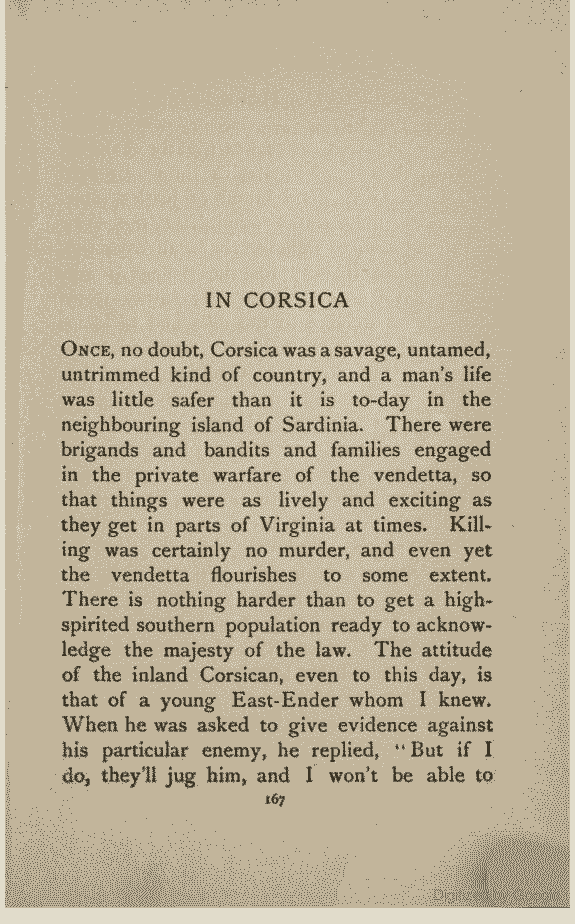 IN CORSICA
ONCE, no doubt, Corsica was a savage, untamed,
untrimmed kind of country, and a man's life
was little safer than it is to-day in the
neighbouring island of Sardinia. There were
brigands and bandits and families engaged
in the private warfare of the vendetta, so
that things were as lively and exciting as
they get in parts of Virginia at times. Kill-
ing was certainly no murder, and even yet
the vendetta flourishes to some extent.
There is nothing harder than to get a high-
spirited southern population ready to acknow-
ledge the majesty of the law. The attitude
of the inland Corsican, even to this day, is
that of a young East-Ender whom I knew.
When he was asked to give evidence against
his particular enemy, he replied, "But if I
do, they'll jug him, and I won't be able to
167